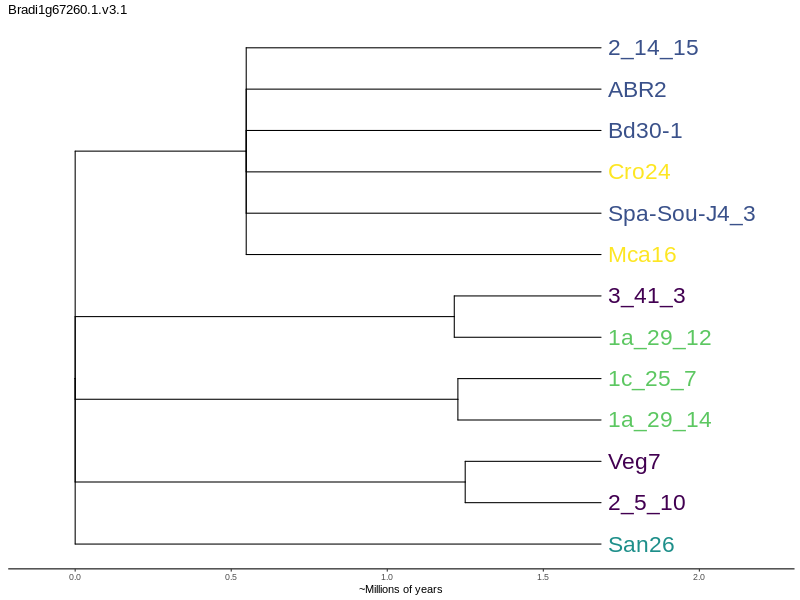 Bradi1g67260.1.v3.1
2_14_15
ABR2
Bd30-1
Cro24
Spa-Sou-J4_3
Mca16
3_41_3
1a_29_12
1c_25_7
1a_29_14
Veg7
2_5_10
San26
0.0 0.5 1.0 1.5 2.0
~Millions of years